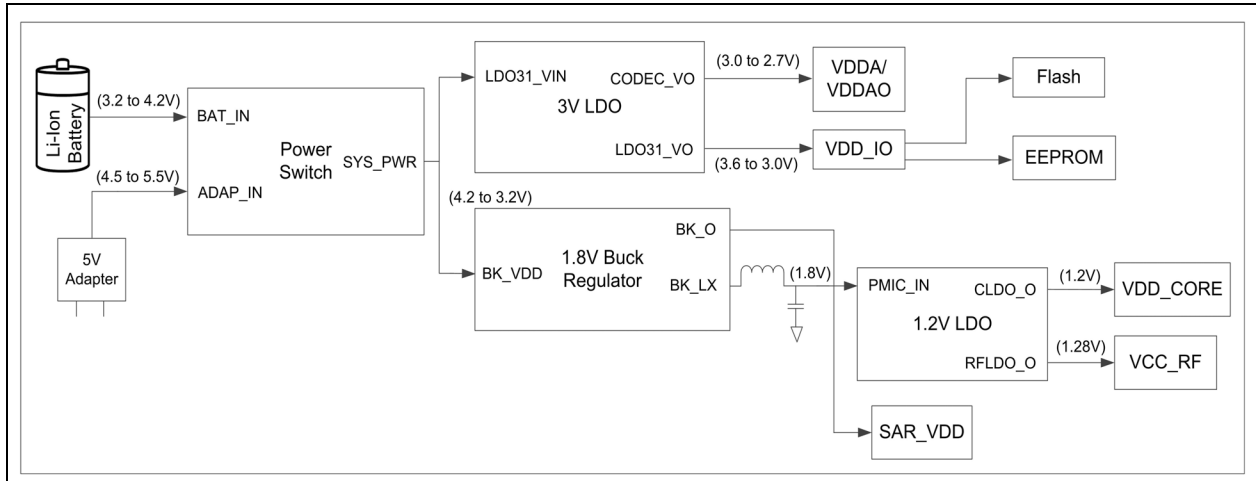 Li-Ion
Battery
(3.2 to 4.2V)
(4.5 to 5.5V)
5V
Adapter
BAT_IN
ADAP_IN
Power
Switch
SYS_PWR
(4.2 to 3.2V)
LDO31_VIN
CODEC_VO
3V LDO
LDO31_VO
(3.0 to 2.7V)
(3.6 to 3.0V)
VDDA/
VDDAO
VDD_IO
Flash
EEPROM
BK_VDD
1.8V Buck
Regulator
BK_O
BK_LX
(1.8V)
PMIC_IN
CLDO_O
1.2V LDO
RFLDO_O
(1.2V)
(1.28V)
VDD_CORE
VCC_RF
SAR_VDD